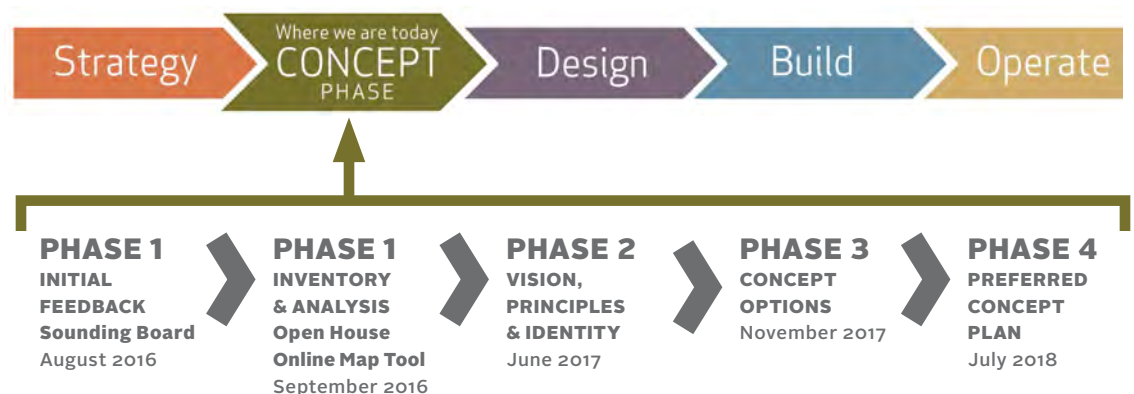 Strategy
Where we are today
CONCEPT
PHASE
Design
Build
Operate
PHASE 1
INITIAL
FEEDBACK
Sounding Board
August 2016
PHASE 1
INVENTORY
& ANALYSIS
Open House
Online Map Tool
September 2016
PHASE 2
VISION,
PRINCIPLES
& IDENTITY
June 2017
PHASE 3
CONCEPT
OPTIONS
November 2017
PHASE 4
PREFERRED
CONCEPT
PLAN
July 2018